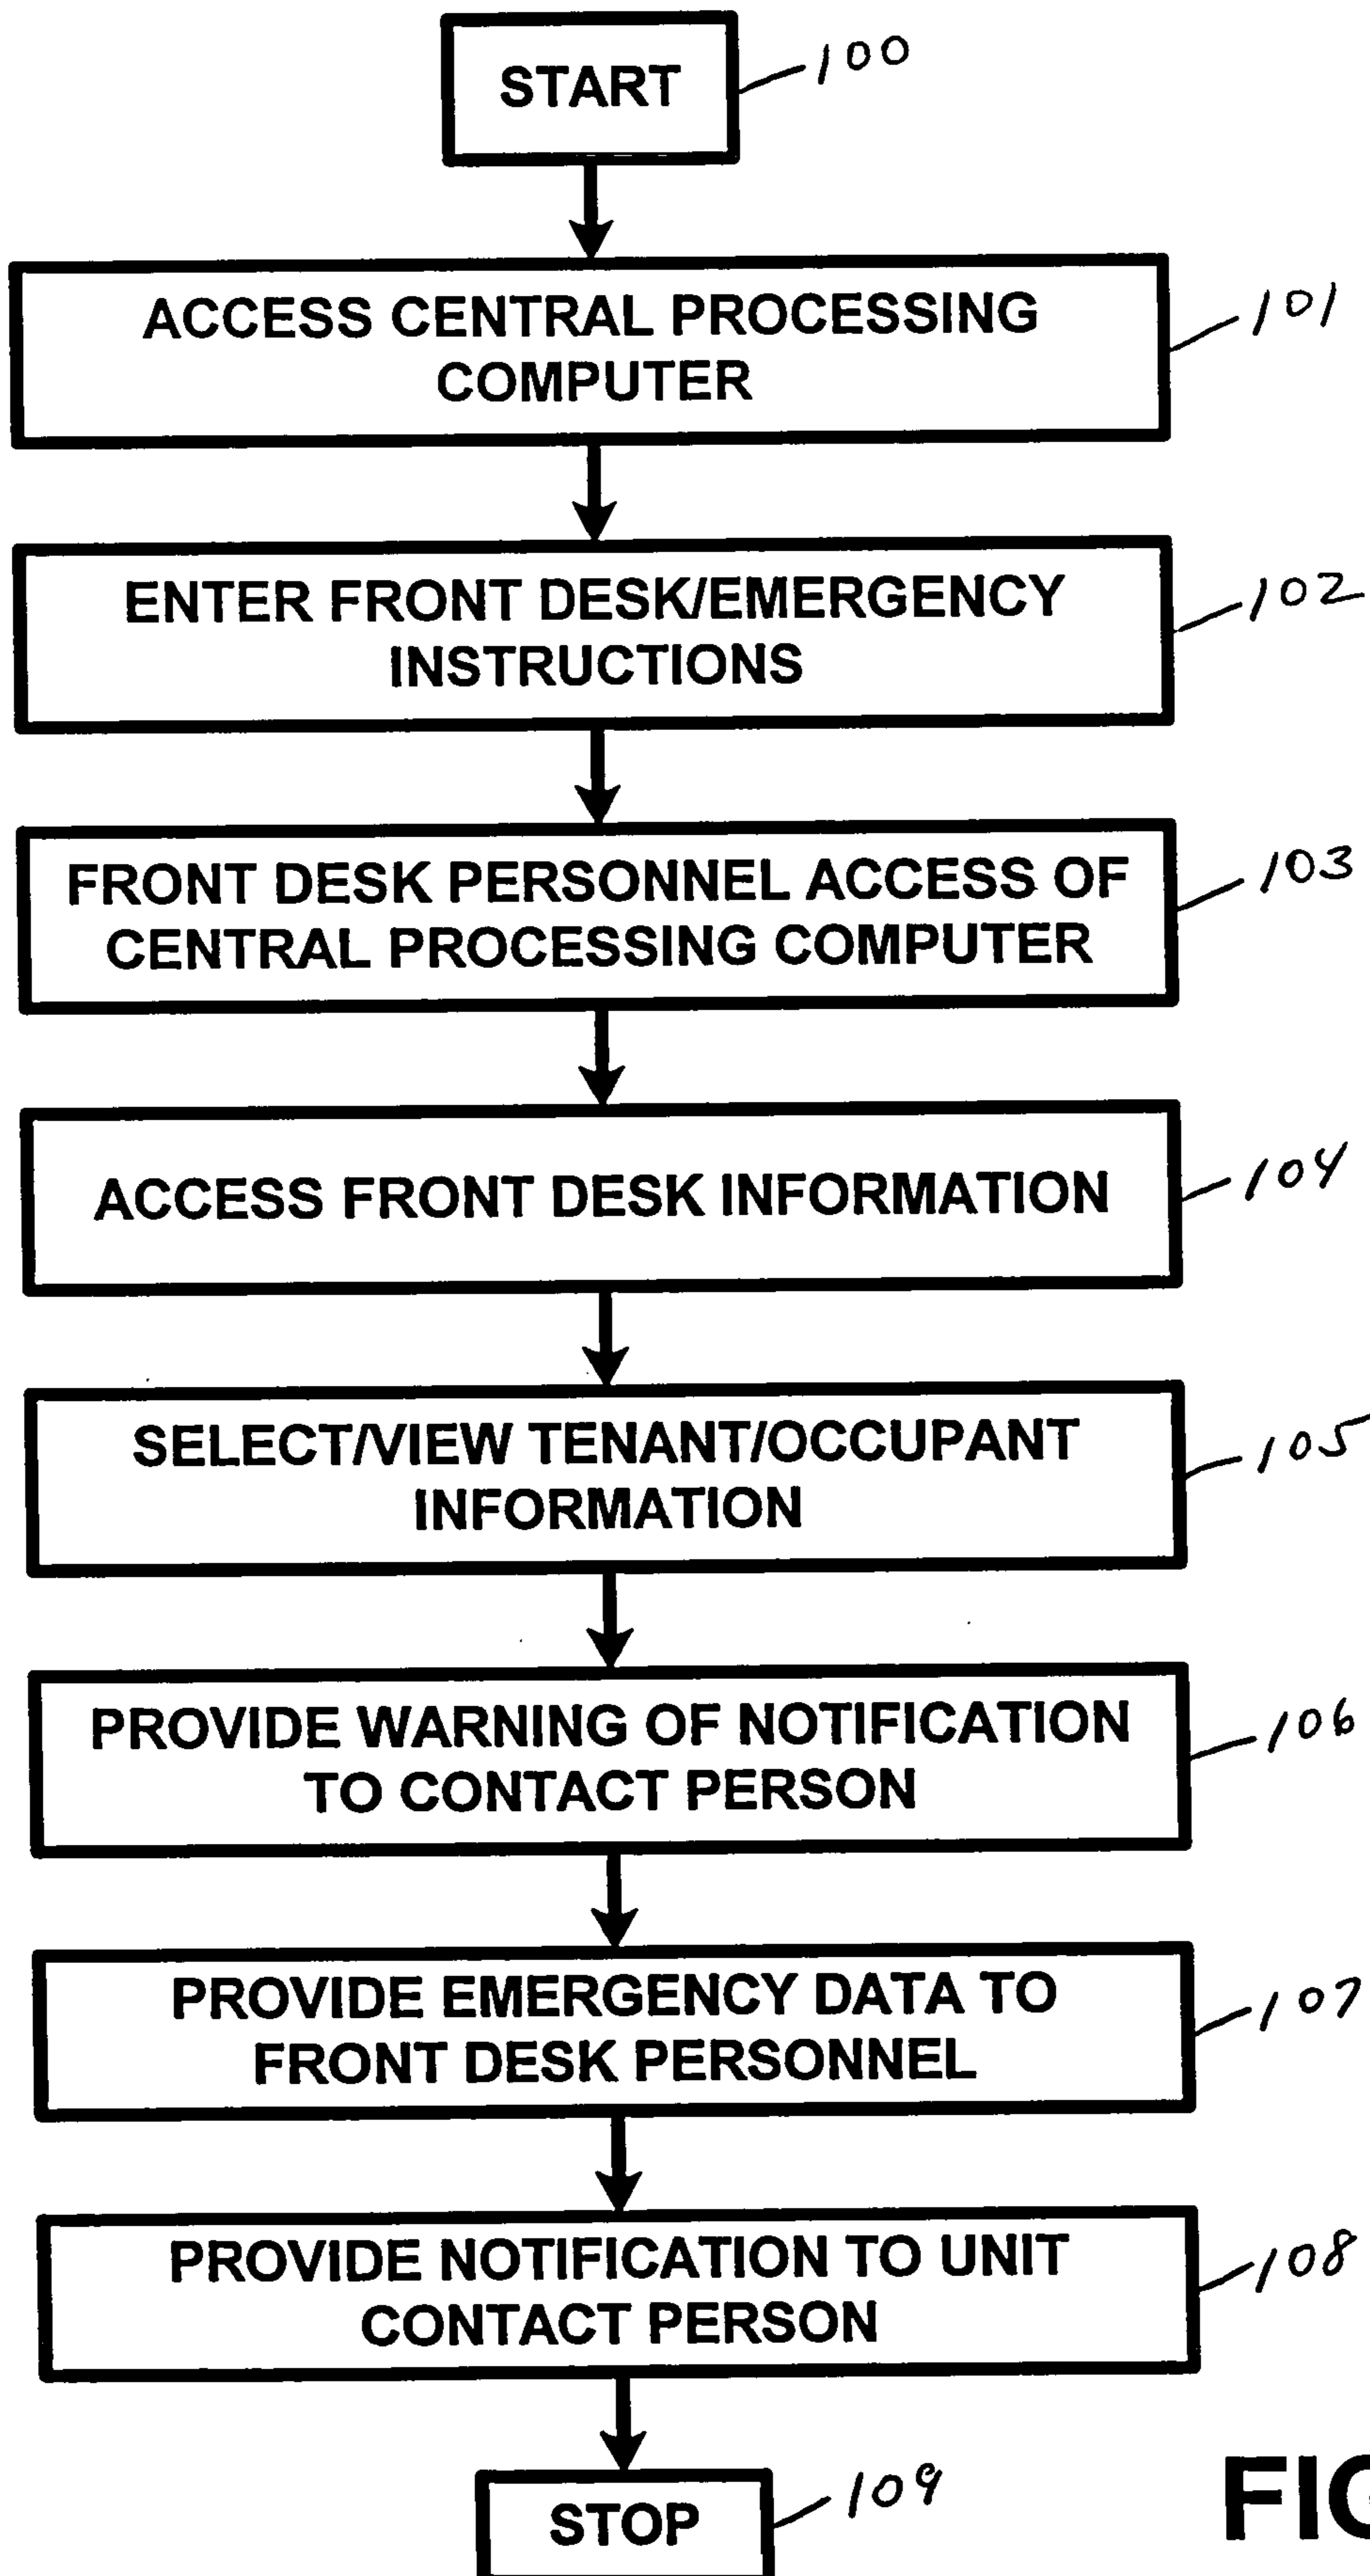 START
100
ACCESS CENTRAL PROCESSING
COMPUTER
101
ENTER FRONT DESK/EMERGENCY
INSTRUCTIONS
102
FRONT DESK PERSONNEL ACCESS OF
CENTRAL PROCESSING COMPUTER
103
ACCESS FRONT DESK INFORMATION
104
SELECT/VIEW TENANT/OCCUPANT
INFORMATION
105
PROVIDE WARNING OF NOTIFICATION
TO CONTACT PERSON
106
PROVIDE EMERGENCY DATA TO
FRONT DESK PERSONNEL
107
PROVIDE NOTIFICATION TO UNIT
CONTACT PERSON
108
STOP
109